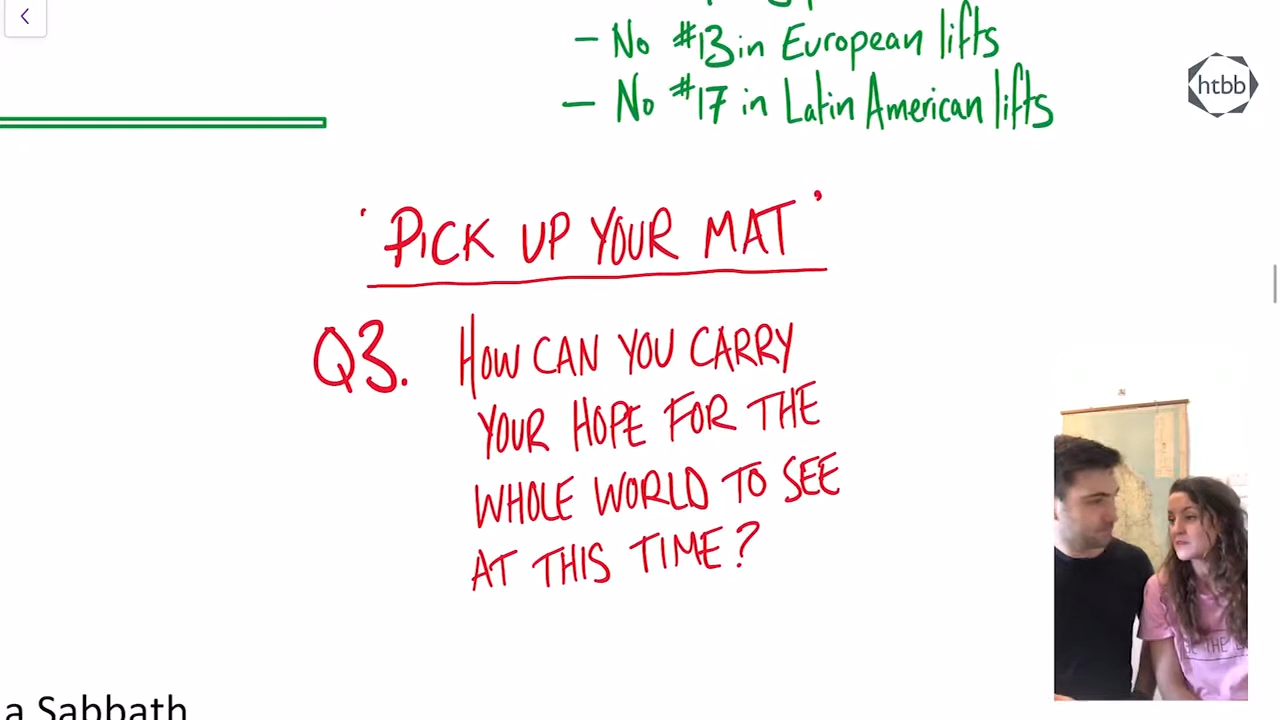 - No #13 in European lifts
- No #17 in Latin American lifts
htbb
'PICK UP YOUR MAT'
Q3. HOW CAN YOU CARRY
YOUR HOPE FOR THE
WHOLE WORLD TO SEE
AT THIS TIME?
THE
a Sabbath